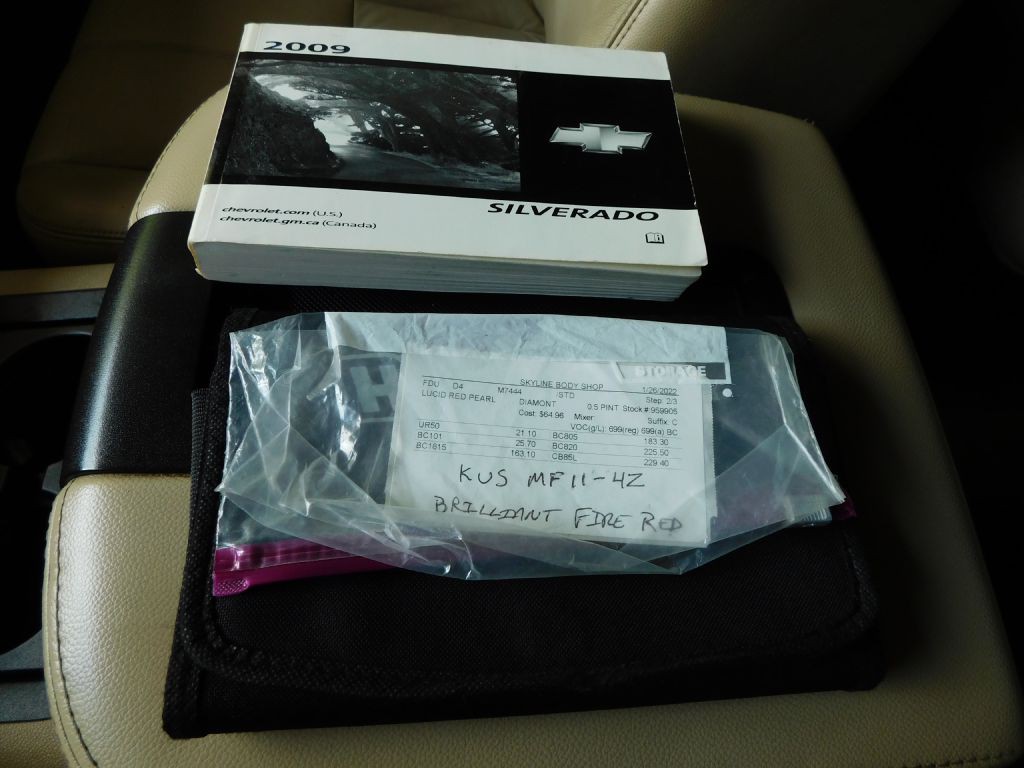 2009
chevrolet.com (U.S.)
chevrolet.gm.ca (Canada)
SILVERADO
STORAGE
SKYLINE BODY SHOP 1/26/2022
FDU D4 M7444 /STD Step: 2/3
LUCID RED PEARL DIAMONT 0.5 PINT Stock #:959905
Cost: $64.96 Mixer: Suffix: C
VOC(g/L): 699(reg) 699(a) BC
UR50 21.10 BC805 183.30
BC101 25.70 BC820 225.50
BC1815 163.10 CB85L 229.40
KUS MF11-4Z
BRILLIANT FIRE RED